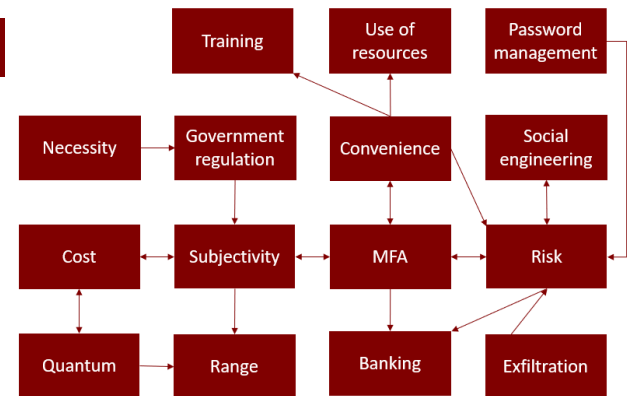 Training
Use of
resources
Password
management
Necessity
Government
regulation
Convenience
Social
engineering
Cost
Subjectivity
MFA
Risk
Quantum
Range
Banking
Exfiltration